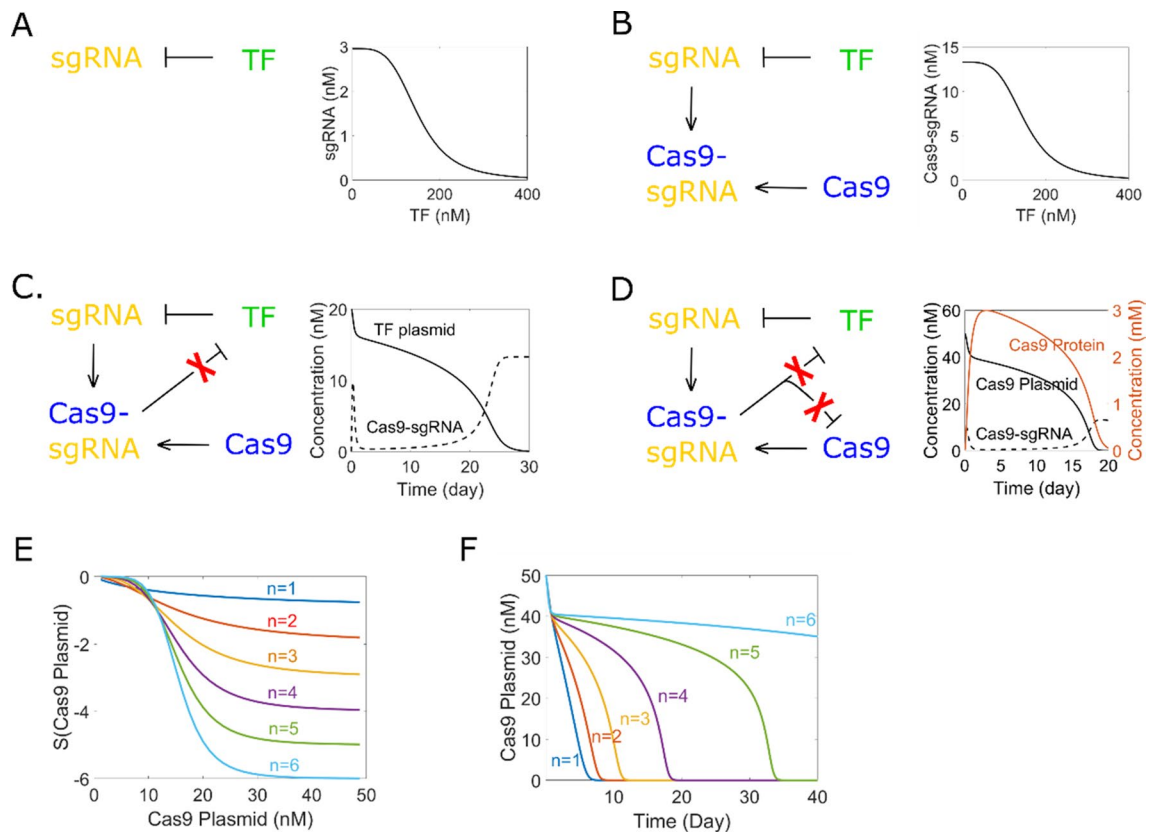 A
sgRNA
TF
sgRNA (nM)
3
2
1
0
0
200
400
TF (nM)
B
sgRNA
TF
Cas9-
sgRNA
Cas9
Cas9-sgRNA (nM)
15
10
5
0
0
200
400
TF (nM)
C.
sgRNA
TF
Cas9-
sgRNA
Cas9
Concentration (nM)
20
10
0
TF plasmid
Cas9-sgRNA
0
10
20
30
Time (day)
D
sgRNA
TF
Cas9-
sgRNA
Cas9
Concentration (nM)
60
40
20
0
Cas9 Protein
Cas9 Plasmid
Cas9-sgRNA
3
2
1
0
Concentration (mM)
0
5
10
15
20
Time (day)
E
S(Cas9 Plasmid)
0
-2
-4
-6
n=1
n=2
n=3
n=4
n=5
n=6
0
10
20
30
40
50
Cas9 Plasmid (nM)
F
Cas9 Plasmid (nM)
50
40
30
20
10
0
n=6
n=5
n=4
n=3
n=2
n=1
0
10
20
30
40
Time (Day)